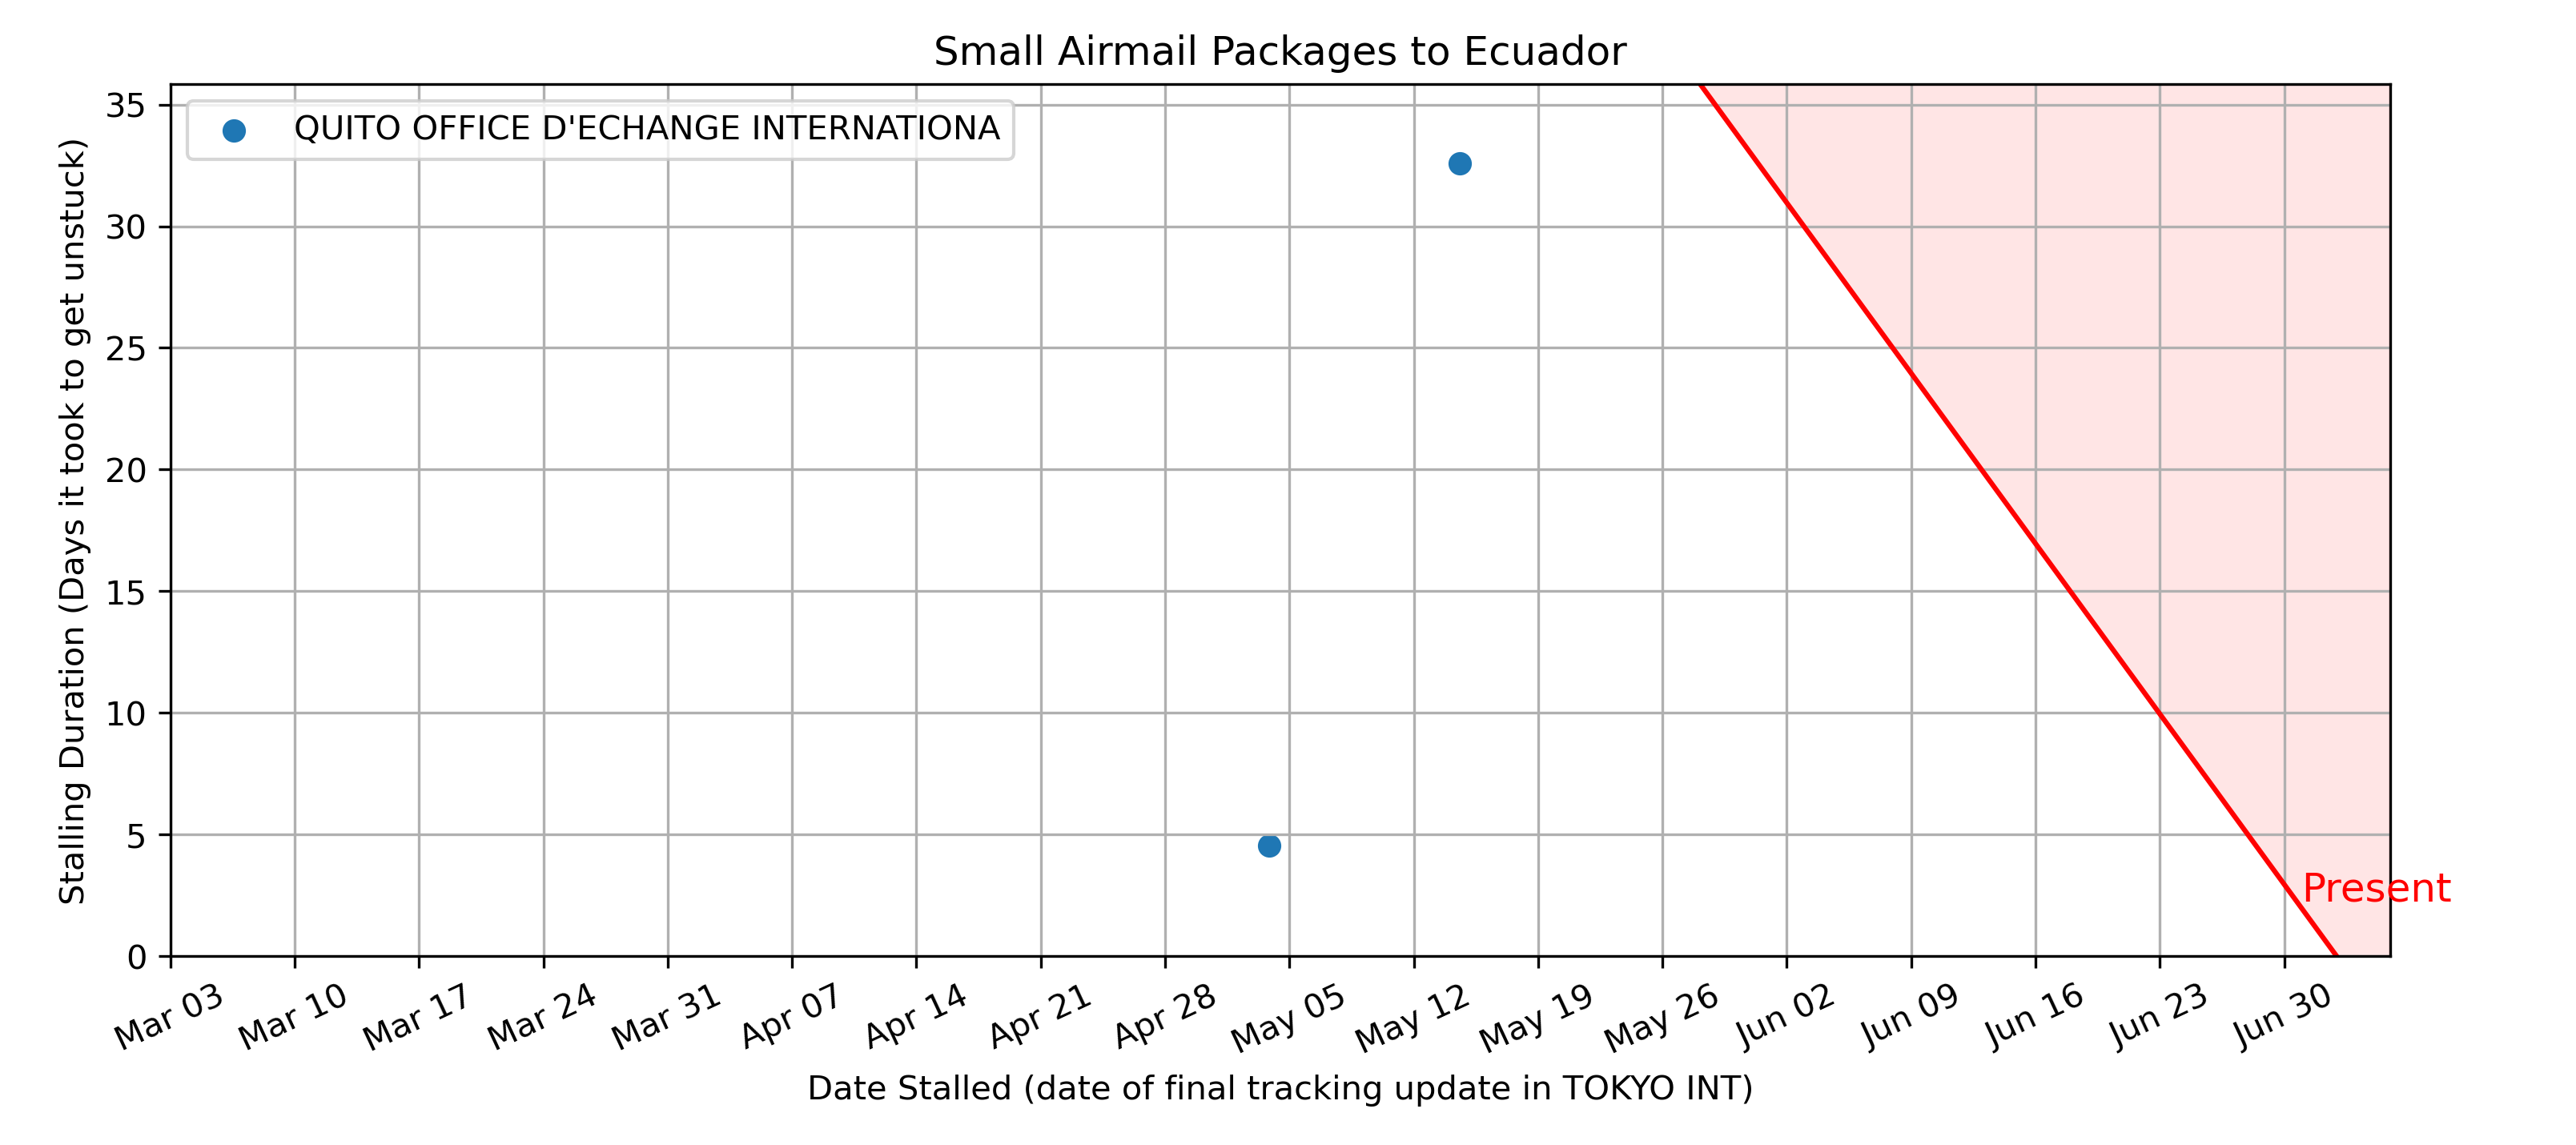 Small Airmail Packages to Ecuador
QUITO OFFICE D'ECHANGE INTERNATIONA
Stalling Duration (Days it took to get unstuck)
35
30
25
20
15
10
5
0
Present
Mar 03 Mar 10 Mar 17 Mar 24 Mar 31 Apr 07 Apr 14 Apr 21 Apr 28 May 05 May 12 May 19 May 26 Jun 02 Jun 09 Jun 16 Jun 23 Jun 30
Date Stalled (date of final tracking update in TOKYO INT)